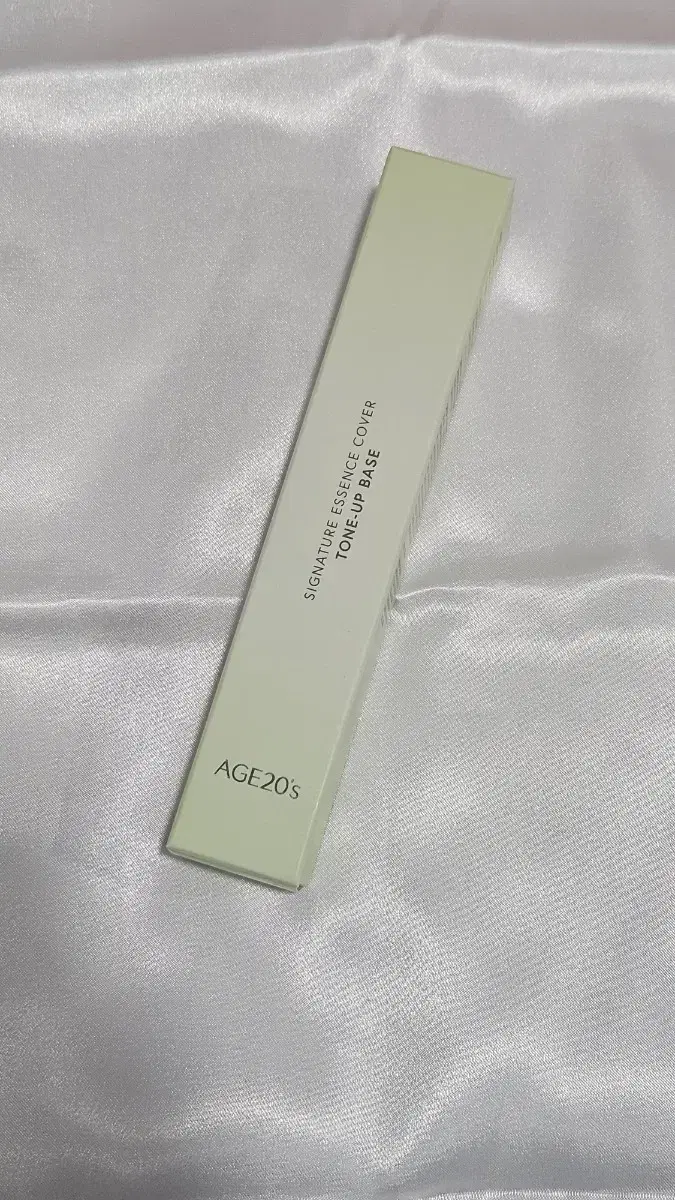 SIGNATURE ESSENCE COVER
TONE-UP BASE
AGE20's